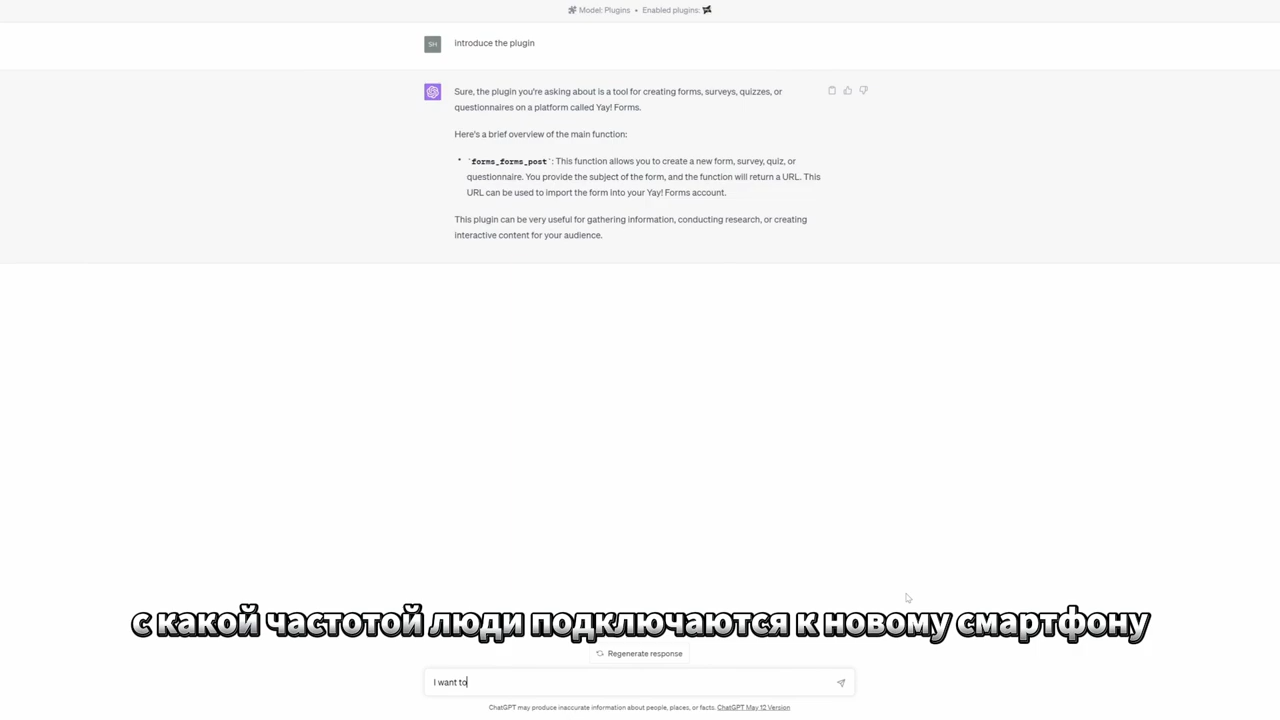 Model: Plugins • Enabled plugins:
SH
introduce the plugin
Sure, the plugin you're asking about is a tool for creating forms, surveys, quizzes, or
questionnaires on a platform called Yay! Forms.
Here's a brief overview of the main function:
• `forms_forms_post`: This function allows you to create a new form, survey, quiz, or
questionnaire. You provide the subject of the form, and the function will return a URL. This
URL can be used to import the form into your Yay! Forms account.
This plugin can be very useful for gathering information, conducting research, or creating
interactive content for your audience.
с какой частотой люди подключаются к новому смартфону
Regenerate response
I want to
ChatGPT may produce inaccurate information about people, places, or facts. ChatGPT May 12 Version